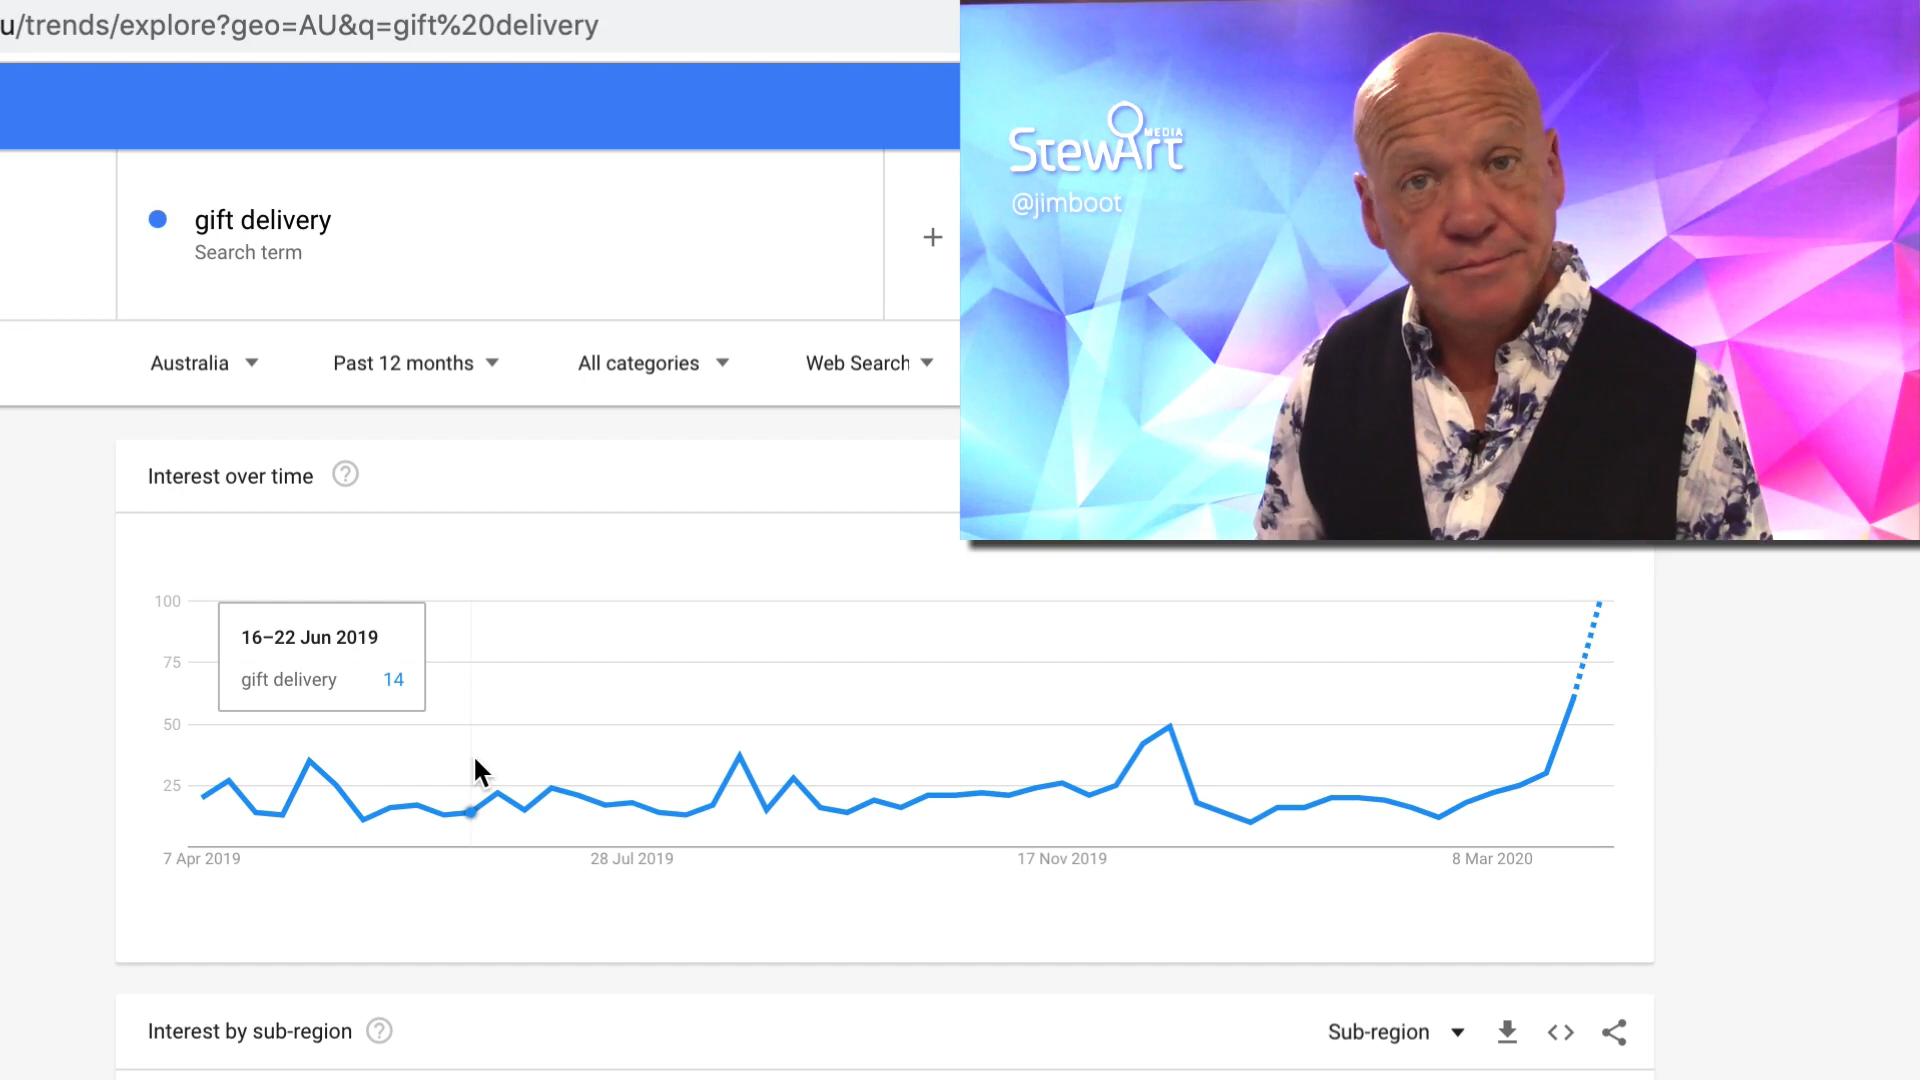 u/trends/explore?geo=AU&q=gift%20delivery
StewArt MEDIA
@jimboot
gift delivery
Search term
+
Australia Past 12 months All categories Web Search
Interest over time ?
100
75
50
25
16–22 Jun 2019
gift delivery 14
7 Apr 2019 28 Jul 2019 17 Nov 2019 8 Mar 2020
Interest by sub-region ? Sub-region